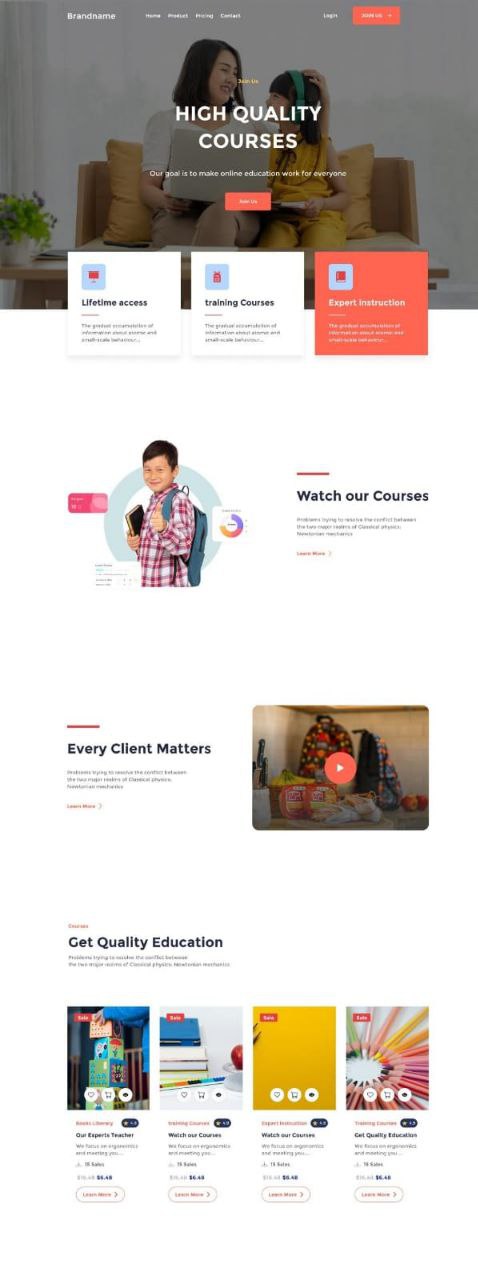 Brandname
Home Product Pricing Contact
Login
JOIN US
Join Us
HIGH QUALITY
COURSES
Our goal is to make online education work for everyone
Join Us
Lifetime access
The gradual accumulation of
information about atomic and
small-scale behaviour...
training Courses
The gradual accumulation of
information about atomic and
small-scale behaviour...
Expert instruction
The gradual accumulation of
information about atomic and
small-scale behaviour...
Watch our Courses
Problems trying to resolve the conflict between
the two major realms of Classical physics:
Newtonian mechanics
Learn More
Every Client Matters
Problems trying to resolve the conflict between
the two major realms of Classical physics:
Newtonian mechanics
Learn More
Courses
Get Quality Education
Problems trying to resolve the conflict between
the two major realms of Classical physics: Newtonian mechanics
Sale
Books Literary 4.9
Our Experts Teacher
We focus on ergonomics
and meeting you...
15 Sales
$16.48 $6.48
Learn More
Sale
training Courses 4.9
Watch our Courses
We focus on ergonomics
and meeting you...
15 Sales
$16.48 $6.48
Learn More
Sale
Expert instruction 4.9
Watch our Courses
We focus on ergonomics
and meeting you...
15 Sales
$16.48 $6.48
Learn More
Sale
Training Courses 4.9
Get Quality Education
We focus on ergonomics
and meeting you...
15 Sales
$16.48 $6.48
Learn More